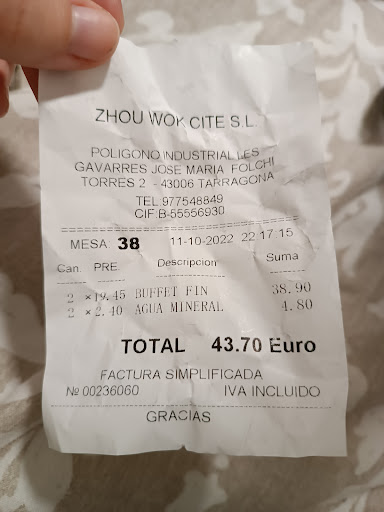 ZHOU WOK CITE S.L.
POLIGONO INDUSTRIAL LES
GAVARRES JOSE MARIA FOLCHI
TORRES 2 - 43006 TARRAGONA
TEL.977548849
CIF:B-55556930
MESA: 38 11-10-2022 22:17:15
Can. PRE. Descripcion Suma
2 ×19.45 BUFFET FIN 38.90
2 ×2.40 AGUA MINERAL 4.80
TOTAL 43.70 Euro
FACTURA SIMPLIFICADA
№ 00236060 IVA INCLUIDO
GRACIAS